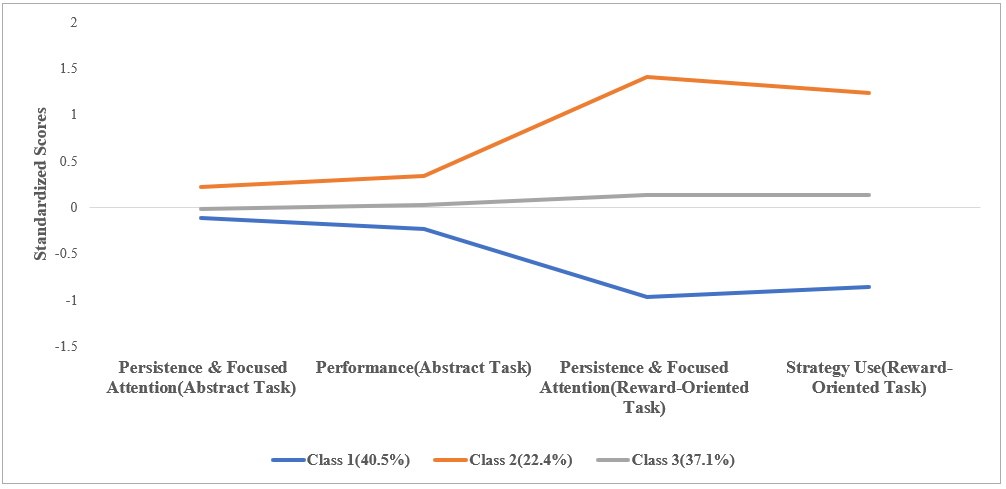 2
1.5
1
0.5
0
-0.5
-1
-1.5
Standardized Scores
Persistence & Focused
Attention(Abstract Task)
Performance(Abstract Task)
Persistence & Focused
Attention(Reward-Oriented
Task)
Strategy Use(Reward-
Oriented Task)
Class 1(40.5%)
Class 2(22.4%)
Class 3(37.1%)